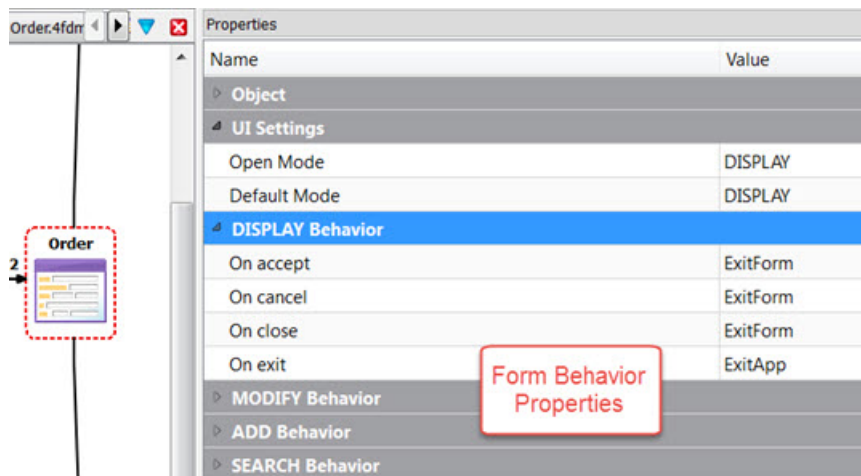 Order.4fdm
Properties
Name Value
Object
UI Settings
Open Mode DISPLAY
Default Mode DISPLAY
DISPLAY Behavior
Order
2
On accept ExitForm
On cancel ExitForm
On close ExitForm
On exit ExitApp
Form Behavior
Properties
MODIFY Behavior
ADD Behavior
SEARCH Behavior